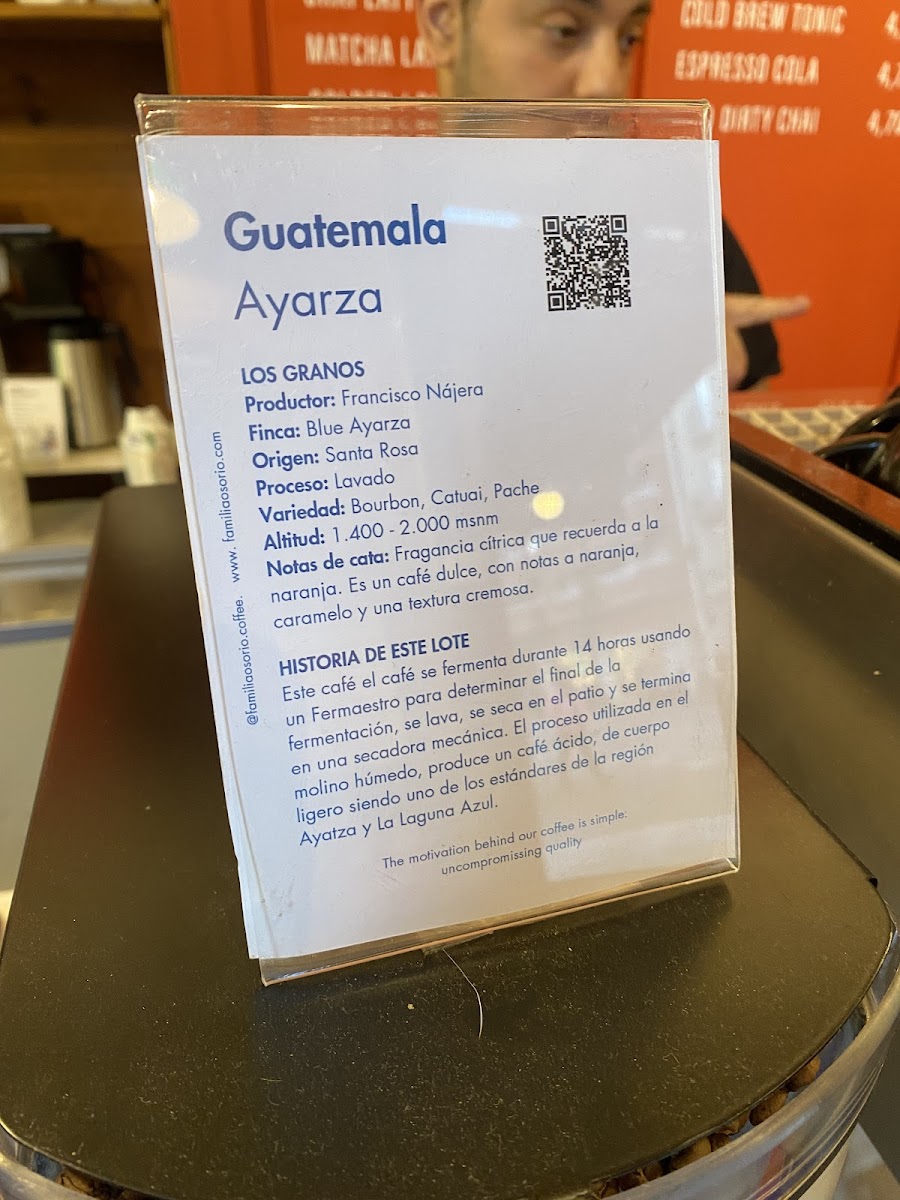 MATCHA
COLD BREW TONIC
ESPRESSO COLA
4,7
DIRTY CHAI
4,70
Guatemala
Ayarza
LOS GRANOS
Productor: Francisco Nájera
Finca: Blue Ayarza
Origen: Santa Rosa
Proceso: Lavado
Variedad: Bourbon, Catuai, Pache
Altitud: 1.400 - 2.000 msnm
Notas de cata: Fragancia cítrica que recuerda a la
naranja. Es un café dulce, con notas a naranja,
caramelo y una textura cremosa.
HISTORIA DE ESTE LOTE
Este café el café se fermenta durante 14 horas usando
un Fermaestro para determinar el final de la
fermentación, se lava, se seca en el patio y se termina
en una secadora mecánica. El proceso utilizada en el
molino húmedo, produce un café ácido, de cuerpo
ligero siendo uno de los estándares de la región
Ayatza y La Laguna Azul.
The motivation behind our coffee is simple:
uncompromissing quality
@familiaosorio.coffee. www. familiaosorio.com